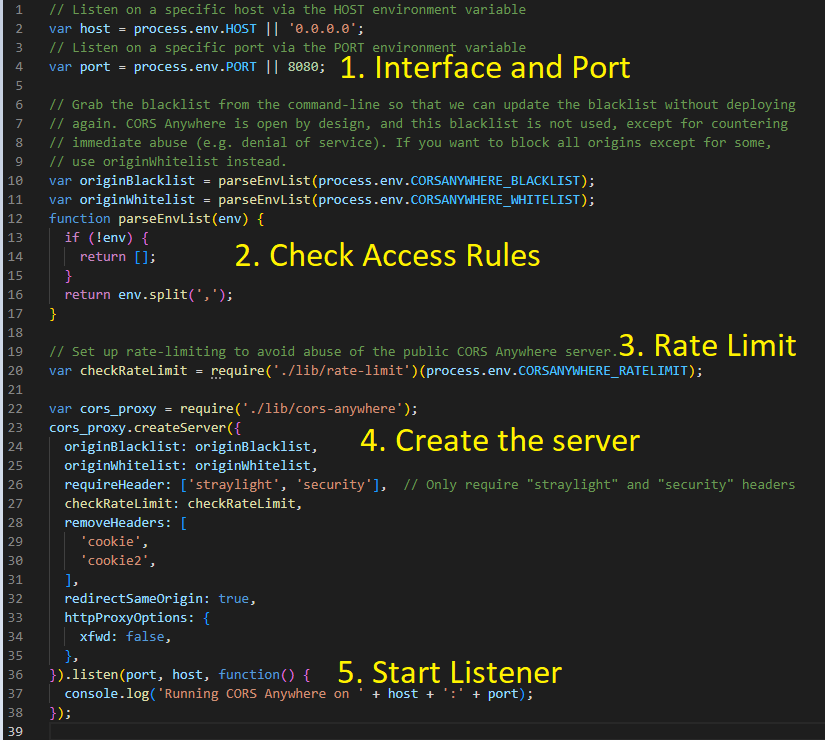 1 // Listen on a specific host via the HOST environment variable
2 var host = process.env.HOST || '0.0.0.0';
3 // Listen on a specific port via the PORT environment variable
4 var port = process.env.PORT || 8080; 1. Interface and Port
5
6 // Grab the blacklist from the command-line so that we can update the blacklist without deploying
7 // again. CORS Anywhere is open by design, and this blacklist is not used, except for countering
8 // immediate abuse (e.g. denial of service). If you want to block all origins except for some,
9 // use originWhitelist instead.
10 var originBlacklist = parseEnvList(process.env.CORSANYWHERE_BLACKLIST);
11 var originWhitelist = parseEnvList(process.env.CORSANYWHERE_WHITELIST);
12 function parseEnvList(env) {
13 if (!env) {
14 return []; 2. Check Access Rules
15 }
16 return env.split(',');
17 }
18
19 // Set up rate-limiting to avoid abuse of the public CORS Anywhere server. 3. Rate Limit
20 var checkRateLimit = require('./lib/rate-limit')(process.env.CORSANYWHERE_RATELIMIT);
21
22 var cors_proxy = require('./lib/cors-anywhere');
23 cors_proxy.createServer({
24 originBlacklist: originBlacklist, 4. Create the server
25 originWhitelist: originWhitelist,
26 requireHeader: ['straylight', 'security'], // Only require "straylight" and "security" headers
27 checkRateLimit: checkRateLimit,
28 removeHeaders: [
29 'cookie',
30 'cookie2',
31 ],
32 redirectSameOrigin: true,
33 httpProxyOptions: {
34 xfwd: false,
35 },
36 }).listen(port, host, function() { 5. Start Listener
37 console.log('Running CORS Anywhere on ' + host + ':' + port);
38 });
39